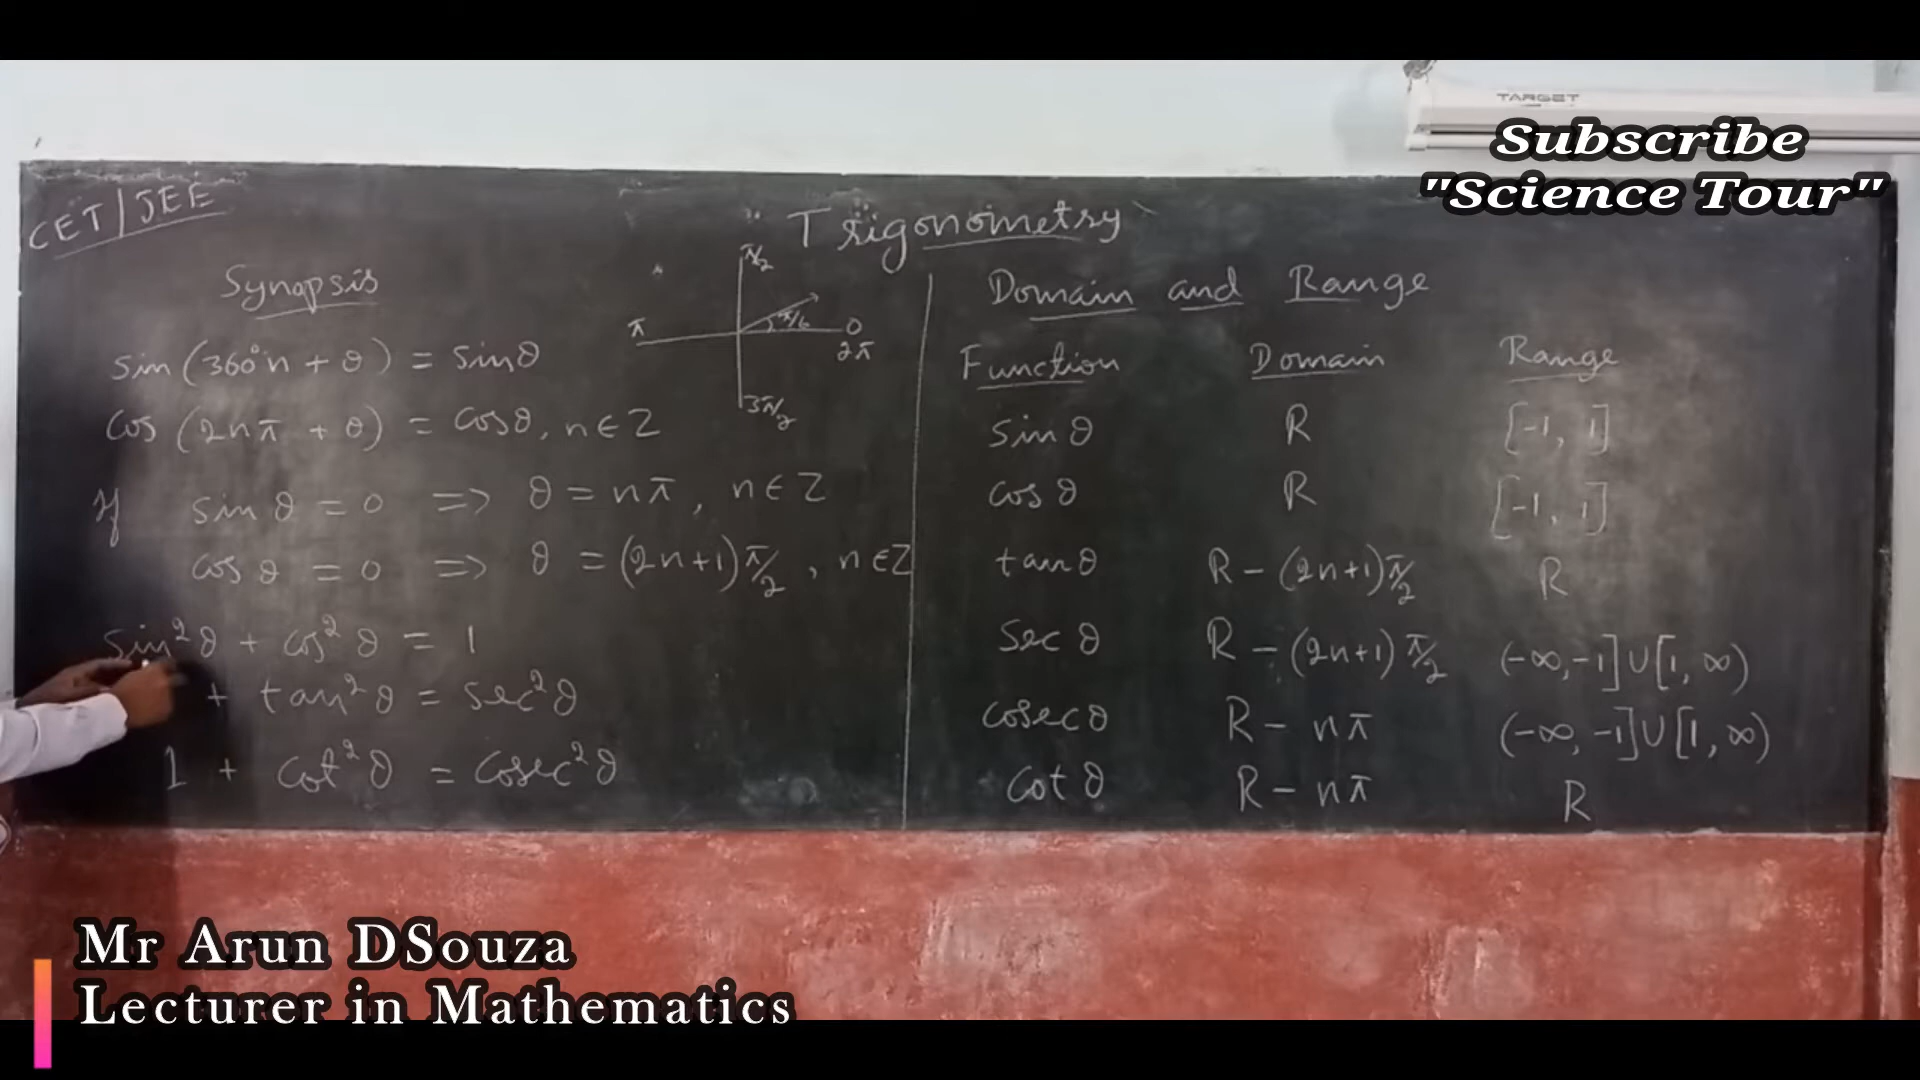 TARGET
Subscribe
"Science Tour"
CET/JEE
Trigonometry
Synopsis
π/2
π
π/6
0
2π
3π/2
sin (360°n + θ) = sinθ
cos (2nπ + θ) = cosθ, n∈Z
If sinθ = 0 => θ = nπ, n∈Z
cosθ = 0 => θ = (2n+1)π/2, n∈Z
sin²θ + cos²θ = 1
+ tan²θ = sec²θ
1 + cot²θ = cosec²θ
Domain and Range
Function Domain Range
sinθ R [-1, 1]
cosθ R [-1, 1]
tanθ R - (2n+1)π/2 R
secθ R - (2n+1)π/2 (-∞, -1]∪[1, ∞)
cosecθ R - nπ (-∞, -1]∪[1, ∞)
cotθ R - nπ R
Mr Arun DSouza
Lecturer in Mathematics